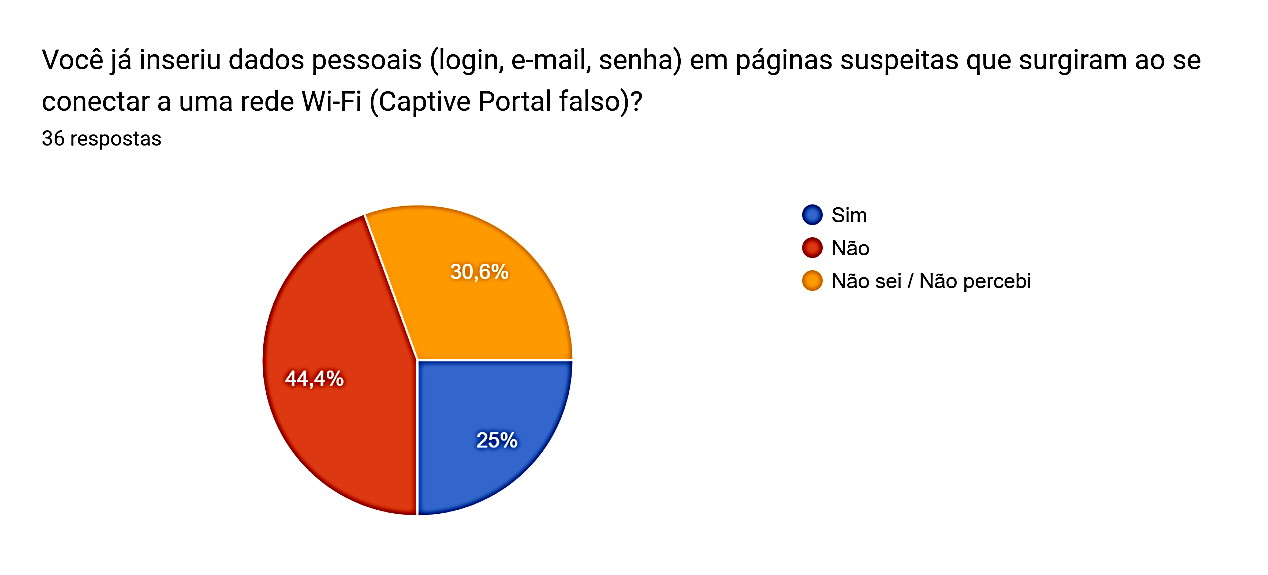 Você já inseriu dados pessoais (login, e-mail, senha) em páginas suspeitas que surgiram ao se
conectar a uma rede Wi-Fi (Captive Portal falso)?
36 respostas
Sim
Não
Não sei / Não percebi
30,6%
44,4%
25%